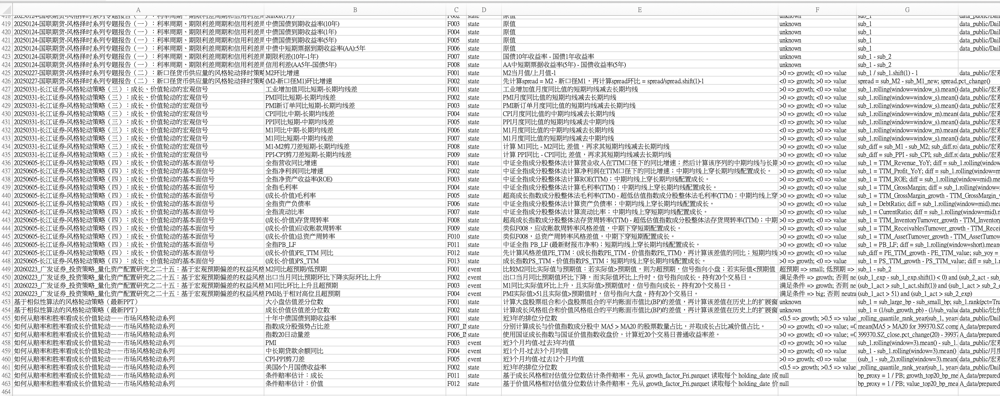 A B C D E F G
418 20250124-国联期货-风格择时系列专题报告（一）：利率周期、期限利差周期和信用利差周 Shibor(1月) F002 state 原值 unknown sub_1 data_public/Dail
419 20250124-国联期货-风格择时系列专题报告（一）：利率周期、期限利差周期和信用利差周 中债国债到期收益率(10年) F003 state 原值 unknown sub_1 data_public/Dail
420 20250124-国联期货-风格择时系列专题报告（一）：利率周期、期限利差周期和信用利差周 中债国债到期收益率(1年) F004 state 原值 unknown sub_1 data_public/Dail
421 20250124-国联期货-风格择时系列专题报告（一）：利率周期、期限利差周期和信用利差周 中债国债到期收益率(5年) F005 state 原值 unknown sub_1 data_public/Dail
422 20250124-国联期货-风格择时系列专题报告（一）：利率周期、期限利差周期和信用利差周 中债中短期票据到期收益率(AA):5年 F006 state 原值 unknown sub_1 data_public/Dail
423 20250124-国联期货-风格择时系列专题报告（一）：利率周期、期限利差周期和信用利差周 期限利差(10年-1年) F007 state 国债10年收益率 - 国债1年收益率 unknown sub_1 - sub_2
424 20250124-国联期货-风格择时系列专题报告（一）：利率周期、期限利差周期和信用利差周 信用利差(AA5年-国债5年) F008 state AA中短期票据收益率(5年) - 国债收益率(5年) unknown sub_1 - sub_2
425 20250227-国联期货-风格择时系列专题报告（二）：新口径货币供应量的风格轮动择时策略 M2环比增速 F001 state M2当月值/上月值-1 >0 => growth; <0 => value sub_1 / sub_1.shift(1) - 1 data_public/宏观
426 20250227-国联期货-风格择时系列专题报告（二）：新口径货币供应量的风格轮动择时策略 (M2-新口径M1)环比增速 F002 state 先计算spread = M2 - 新口径M1，再计算spread环比 = spread/spread.shift(1)-1 <0 => growth; >0 => value spread = sub_M2 - sub_M1_new; spread.pct_change()
427 20250331-长江证券-风格轮动策略（三）：成长、价值轮动的宏观信号 工业增加值同比短期-长期均线差 F001 state 工业增加值月度同比值的短期均线减去长期均线 >0 => growth; <0 => value sub_1.rolling(window=window_s).mean() data_public/宏观
428 20250331-长江证券-风格轮动策略（三）：成长、价值轮动的宏观信号 PMI同比短期-长期均线差 F002 state PMI月度同比值的短期均线减去长期均线 >0 => growth; <0 => value sub_1.rolling(window=window_s).mean() data_public/宏观
429 20250331-长江证券-风格轮动策略（三）：成长、价值轮动的宏观信号 PMI新订单同比短期-长期均线差 F003 state PMI新订单月度同比值的短期均线减去长期均线 >0 => growth; <0 => value sub_1.rolling(window=window_s).mean() data_public/宏观
430 20250331-长江证券-风格轮动策略（三）：成长、价值轮动的宏观信号 CPI同比中期-长期均线差 F004 state CPI月度同比值的中期均线减去长期均线 >0 => growth; <0 => value sub_1.rolling(window=window_m).mean( data_public/宏观
431 20250331-长江证券-风格轮动策略（三）：成长、价值轮动的宏观信号 PPI同比短期-中期均线差 F005 state PPI月度同比值的短期均线减去中期均线 >0 => growth; <0 => value sub_1.rolling(window=window_s).mean() data_public/宏观
432 20250331-长江证券-风格轮动策略（三）：成长、价值轮动的宏观信号 M1同比中期-长期均线差 F006 state M1月度同比值的中期均线减去长期均线 <0 => growth; >0 => value sub_1.rolling(window=window_m).mean( data_public/宏观
433 20250331-长江证券-风格轮动策略（三）：成长、价值轮动的宏观信号 M1同比短期-中期均线差 F007 state M1月度同比值的短期均线减去中期均线 >0 => growth; <0 => value sub_1.rolling(window=window_s).mean() data_public/宏观
434 20250331-长江证券-风格轮动策略（三）：成长、价值轮动的宏观信号 M1-M2剪刀差短期-长期均线差 F008 state 计算 M1同比 - M2同比 差值，再求其短期均线减去长期均线 >0 => growth; <0 => value sub_diff = sub_M1 - sub_M2; sub_diff.ro data_public/宏观
435 20250331-长江证券-风格轮动策略（三）：成长、价值轮动的宏观信号 PPI-CPI剪刀差短期-长期均线差 F009 state 计算 PPI同比 - CPI同比 差值，再求其短期均线减去长期均线 >0 => growth; <0 => value sub_diff = sub_PPI - sub_CPI; sub_diff.ro data_public/宏观
436 20250605-长江证券-风格轮动策略（四）：成长、价值轮动的基本面信号 全指营收同比增速 F001 state 中证全指成分股整体法计算营业收入在TTM口径下的同比增速；然后计算该序列的中期均线与长期 >0 => growth; <0 => value sub_1 = TTM_Revenue_YoY; diff = sub_1.rolling(window
437 20250605-长江证券-风格轮动策略（四）：成长、价值轮动的基本面信号 全指净利润同比增速 F002 state 中证全指成分股整体法计算净利润在TTM口径下的同比增速；中期均线上穿长期均线配置成长。 >0 => growth; <0 => value sub_1 = TTM_Profit_YoY; diff = sub_1.rolling(window=m
438 20250605-长江证券-风格轮动策略（四）：成长、价值轮动的基本面信号 全指净资产收益率(ROE) F003 state 中证全指成分股整体法计算ROE(TTM)；中期均线上穿长期均线配置成长。 >0 => growth; <0 => value sub_1 = TTM_ROE; diff = sub_1.rolling(window=mid).me
439 20250605-长江证券-风格轮动策略（四）：成长、价值轮动的基本面信号 全指毛利率 F004 state 中证全指成分股整体法计算毛利率(TTM)；中期均线上穿长期均线配置成长。 >0 => growth; <0 => value sub_1 = TTM_GrossMargin; diff = sub_1.rolling(window=
440 20250605-长江证券-风格轮动策略（四）：成长、价值轮动的基本面信号 (成长-价值)毛利率 F005 state 超高成长指数成分股整体法毛利率(TTM) - 超低估值指数成分股整体法毛利率(TTM)；中期均线上穿 >0 => growth; <0 => value sub_1 = TTM_GrossMargin_growth - TTM_GrossMargin_v
441 20250605-长江证券-风格轮动策略（四）：成长、价值轮动的基本面信号 全指资产负债率 F006 state 中证全指成分股整体法计算资产负债率；中期均线上穿长期均线配置成长。 >0 => growth; <0 => value sub_1 = DebtRatio; diff = sub_1.rolling(window=mid).mea
442 20250605-长江证券-风格轮动策略（四）：成长、价值轮动的基本面信号 全指流动比率 F007 state 中证全指成分股整体法计算流动比率；中期均线上穿短期均线配置成长。 >0 => growth; <0 => value sub_1 = CurrentRatio; diff = sub_1.rolling(window=mid).m
443 20250605-长江证券-风格轮动策略（四）：成长、价值轮动的基本面信号 (成长-价值)存货周转率 F008 state 超高成长指数成分股整体法存货周转率(TTM) - 超低估值指数成分股整体法存货周转率(TTM)；中期 >0 => growth; <0 => value sub_1 = TTM_InventoryTurnover_growth - TTM_Inventory
444 20250605-长江证券-风格轮动策略（四）：成长、价值轮动的基本面信号 (成长-价值)应收账款周转率 F009 state 类似F008，应收账款周转率风格差值，中期下穿短期配置成长。 >0 => growth; <0 => value sub_1 = TTM_ReceivablesTurnover_growth - TTM_Recei
445 20250605-长江证券-风格轮动策略（四）：成长、价值轮动的基本面信号 (成长-价值)总资产周转率 F010 state 类似F008，总资产周转率风格差值，中期下穿短期配置成长。 >0 => growth; <0 => value sub_1 = TTM_AssetTurnover_growth - TTM_AssetTurnov
446 20250605-长江证券-风格轮动策略（四）：成长、价值轮动的基本面信号 全指PB_LF F011 state 中证全指 PB_LF (最新财报市净率)；短期均线上穿长期均线配置成长。 >0 => growth; <0 => value sub_1 = PB_LF; diff = sub_1.rolling(window=short).mean
447 20250605-长江证券-风格轮动策略（四）：成长、价值轮动的基本面信号 (成长-价值)PE_TTM 同比 F012 state 先计算风格差值PE_TTM：(成长指数PE_TTM - 价值指数PE_TTM)，再计算该差值的同比；短期均线 >0 => growth; <0 => value sub_diff = PE_TTM_growth - PE_TTM_value; sub_yoy =
448 20250605-长江证券-风格轮动策略（四）：成长、价值轮动的基本面信号 (成长-价值)PS_TTM F013 state 成长指数PS_TTM - 价值指数PS_TTM；短期均线上穿长期均线配置成长。 >0 => growth; <0 => value sub_1 = PS_TTM_growth - PS_TTM_value; diff = sub_1.r
449 20260223_广发证券_投资策略_量化资产配置研究之二十五：基于宏观预期偏差的权益风格 M2同比超预期/低预期 F001 event 比较M2同比实际值与预期值：若实际值>预期值，则为超预期，信号指向小盘；若实际值<预期值 超预期 => small; 低预期 => sub_1 - sub_2
450 20260223_广发证券_投资策略_量化资产配置研究之二十五：基于宏观预期偏差的权益风格 出口当月同比预期环比下降实际环比上升 F002 event 出口当月同比预期值环比下降，而实际值环比上升时，信号指向成长。持有20个交易日。 满足条件 => growth; 否则 ne (sub_1_exp - sub_1_exp.shift(1) < 0) and (sub_2_act - sub_
451 20260223_广发证券_投资策略_量化资产配置研究之二十五：基于宏观预期偏差的权益风格 M1同比环比上升且超预期 F003 event M1同比实际值环比上升，且实际值>预期值时，信号指向成长。持有20个交易日。 满足条件 => growth; 否则 ne (sub_1_act > sub_1_act.shift(1)) and (sub_1_act > sub_2_e
452 20260223_广发证券_投资策略_量化资产配置研究之二十五：基于宏观预期偏差的权益风格 PMI处于相对高位且超预期 F004 event PMI实际值>51且实际值>预期值时，信号指向大盘。持有20个交易日。 满足条件 => big; 否则 neutra (sub_1_act > 51) and (sub_1_act > sub_2_exp)
453 基于相似性算法的风格轮动策略（最新PPT） 大小盘估值差分位数 F001 state 计算大盘股票组合和小盘股票组合的平均账面市值比(BP)的差值，再计算该差值在历史上的扩展窗 unknown sub_1 = sub_large_bp - sub_small_bp; sub_1.rank(pct=Tru
454 基于相似性算法的风格轮动策略（最新PPT） 成长价值估值差分位数 F002 state 计算成长风格组合和价值风格组合的平均账面市值比(BP)的差值，再计算该差值在历史上的扩展窗 unknown sub_1 = (1/sub_growth_pb) - (1/sub_value data_public/比价
455 如何从赔率和胜率看成长价值轮动——市场风格轮动系列 十年中债国债到期收益率 F001 state 近3年的排位分位数 <0.5 => growth; >0.5 => value _rolling_quantile_rank_year(sub_1, year= data_public/Dail
456 如何从赔率和胜率看成长价值轮动——市场风格轮动系列 指数成分股强势占比差 F007_IN state 分别计算成长与价值指数成分股中 MA5 > MA20 的股票数量占比，并取成长占比减价值占比。 >0 => growth; <0 => value; =0 mean(MA5 > MA20 for 399370.SZ comp A_data/prepared
457 如何从赔率和胜率看成长价值轮动——市场风格轮动系列 指数20日动量差 F006_IN state 使用国证成长指数与国证价值指数收盘价，计算近20个交易日普通收益率差。 >0 => growth; <0 => value; =0 399370.SZ_close.pct_change(20) - 39937 A_data/prepared
458 如何从赔率和胜率看成长价值轮动——市场风格轮动系列 PMI F003 event 近3个月均值-过去3年均值 <0 => growth; >0 => value sub_1.rolling(window=3).mean() - sub_1. data_public/宏观
459 如何从赔率和胜率看成长价值轮动——市场风格轮动系列 中长期贷款余额同比 F004 event 近1个月-过去3个月均值 >0 => growth; <0 => value sub_1 - sub_1.rolling(window=3).mean() data_public/月度
460 如何从赔率和胜率看成长价值轮动——市场风格轮动系列 CPI-PPI剪刀差 F005 event 近3个月均值-过去12个月均值 >0 => growth; <0 => value (sub_1 - sub_2).rolling(window=3).mean( data_public/宏观
461 如何从赔率和胜率看成长价值轮动——市场风格轮动系列 美国6个月国债收益率 F002 state 近3年的排位分位数 <0.5 => growth; >0.5 => value _rolling_quantile_rank_year(sub_1, year= data_public/Dail
462 如何从赔率和胜率看成长价值轮动——市场风格轮动系列 条件赔率估计：成长 F011 state 基于成长风格相对估值分位数估计条件赔率。先从 growth_factor_Fri.parquet 读取每个 holding_date 成 null bp_proxy = 1 / PB; growth_top20_bp_me A_data/prepared
463 如何从赔率和胜率看成长价值轮动——市场风格轮动系列 条件赔率估计：价值 F012 state 基于价值风格相对估值分位数估计条件赔率。先从 growth_factor_Fri.parquet 读取每个 holding_date 价 null bp_proxy = 1 / PB; value_top20_bp_mea A_data/prepared
464